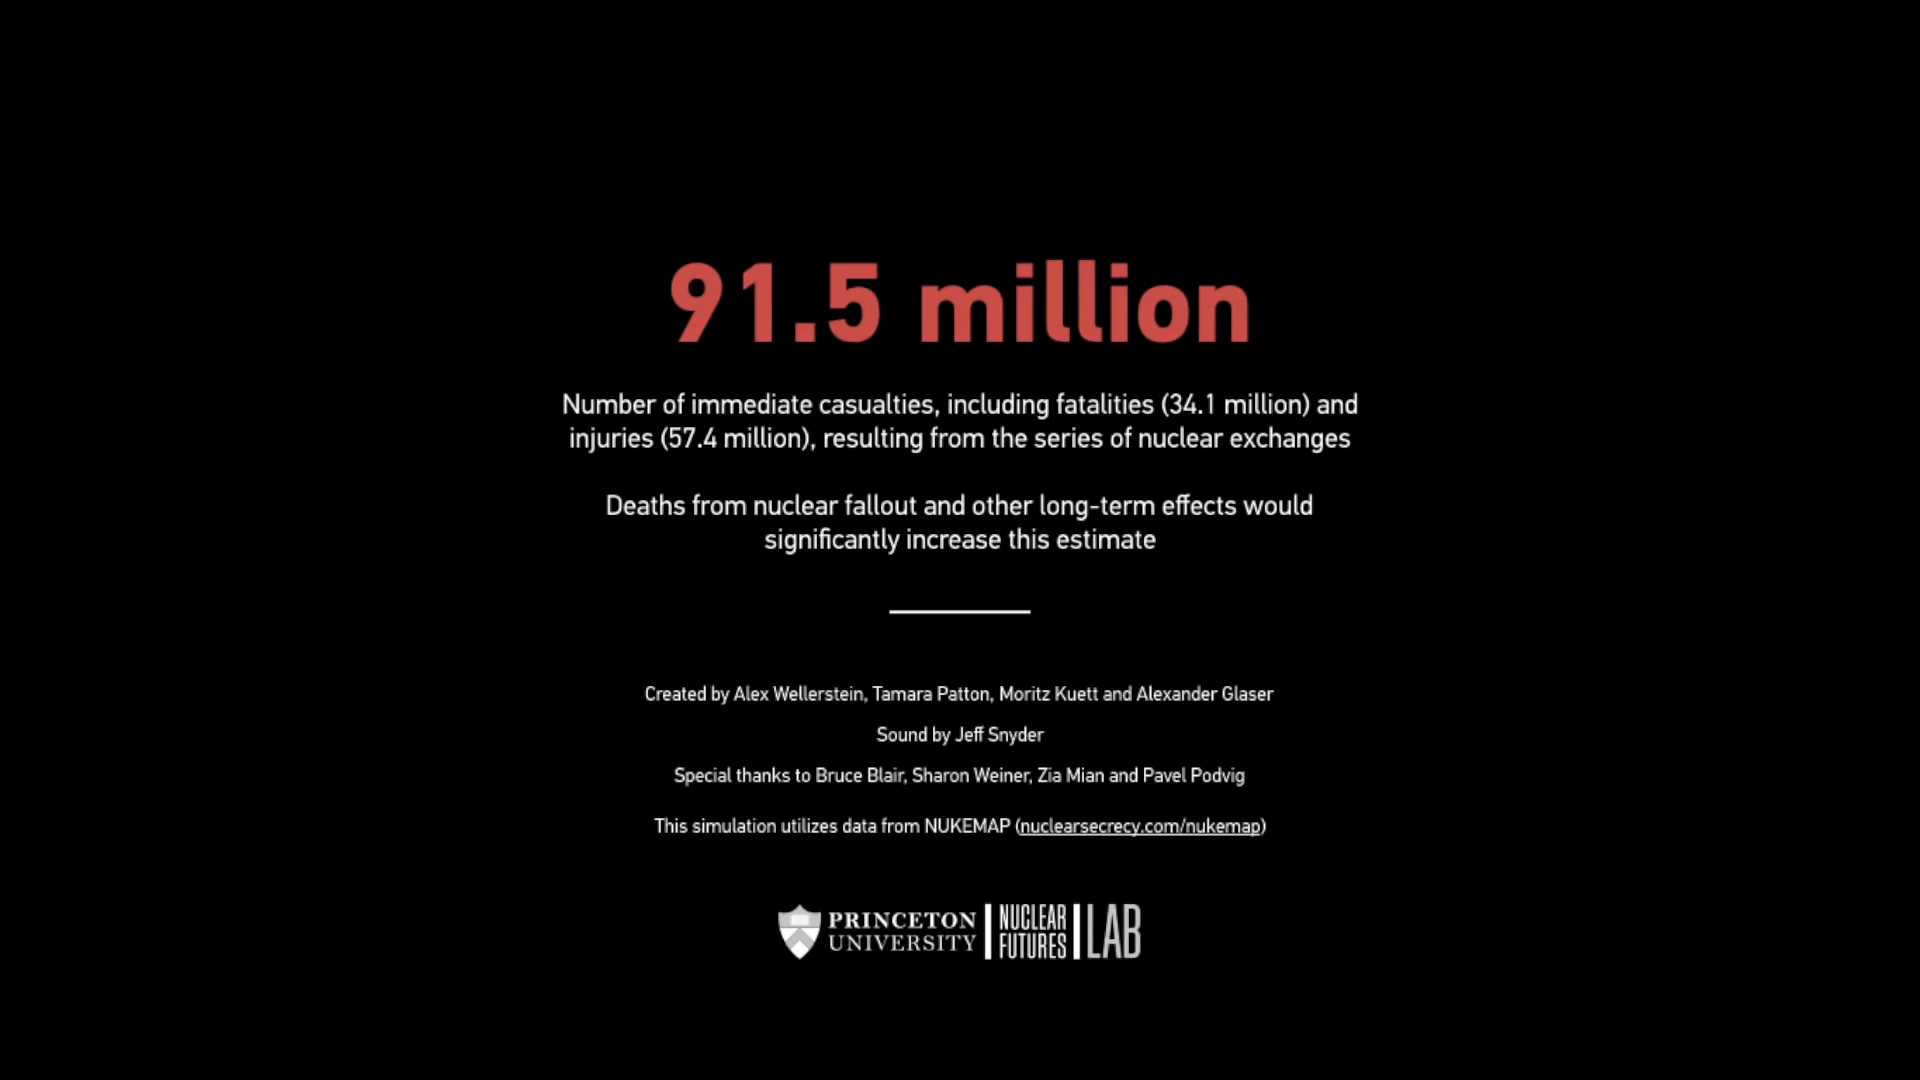 91.5 million
Number of immediate casualties, including fatalities (34.1 million) and
injuries (57.4 million), resulting from the series of nuclear exchanges
Deaths from nuclear fallout and other long-term effects would
significantly increase this estimate
Created by Alex Wellerstein, Tamara Patton, Moritz Kuett and Alexander Glaser
Sound by Jeff Snyder
Special thanks to Bruce Blair, Sharon Weiner, Zia Mian and Pavel Podvig
This simulation utilizes data from NUKEMAP (nuclearsecrecy.com/nukemap)
PRINCETON
UNIVERSITY
NUCLEAR
FUTURES
LAB